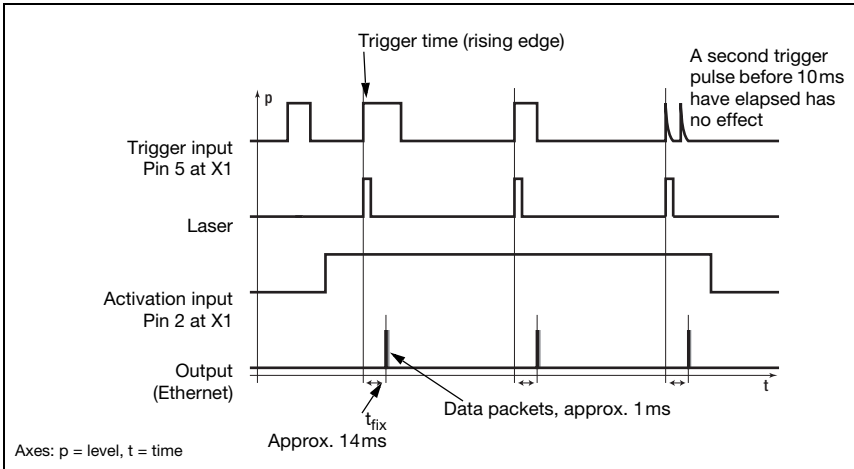 Trigger time (rising edge)
A second trigger
pulse before 10ms
have elapsed has
no effect
p
Trigger input
Pin 5 at X1
Laser
Activation input
Pin 2 at X1
Output
(Ethernet)
t
tfix
Approx. 14ms
Data packets, approx. 1ms
Axes: p = level, t = time